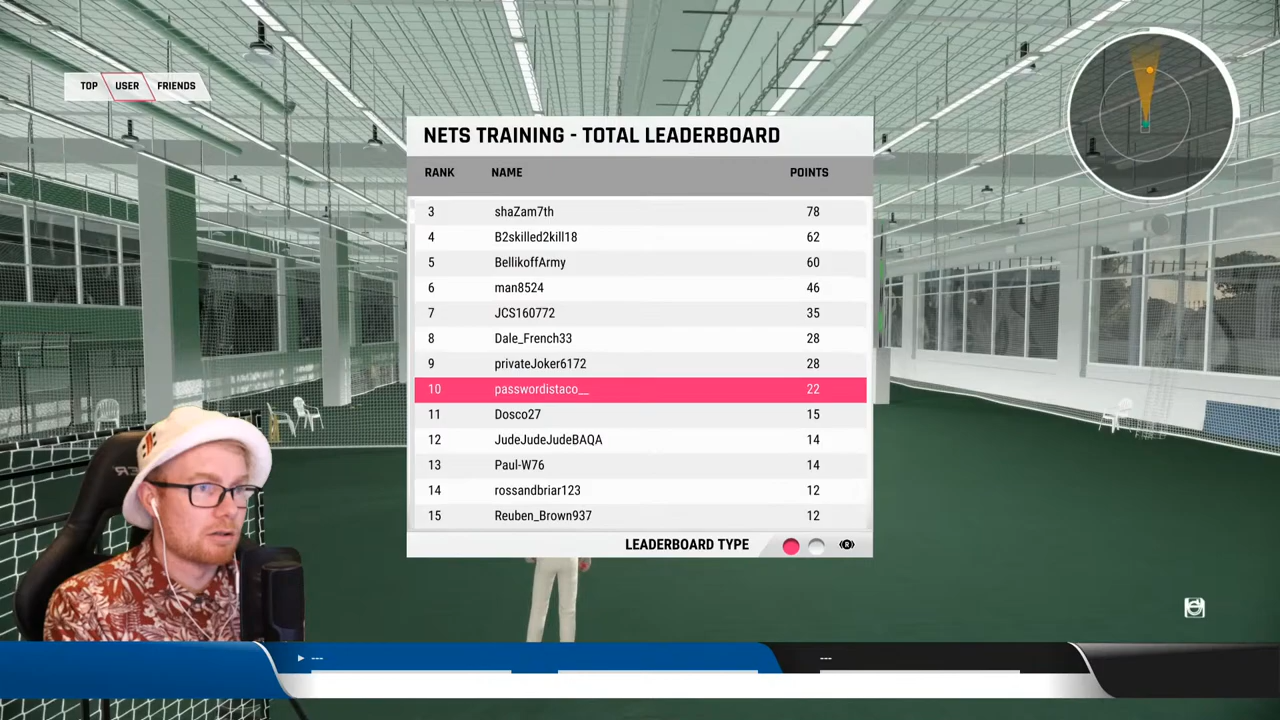 TOP USER FRIENDS
NETS TRAINING - TOTAL LEADERBOARD
RANK NAME POINTS
3 shaZam7th 78
4 B2skilled2kill18 62
5 BellikoffArmy 60
6 man8524 46
7 JCS160772 35
8 Dale_French33 28
9 privateJoker6172 28
10 passwordistaco__ 22
11 Dosco27 15
12 JudeJudeJudeBAQA 14
13 Paul-W76 14
14 rossandbriar123 12
15 Reuben_Brown937 12
LEADERBOARD TYPE R
--- ---